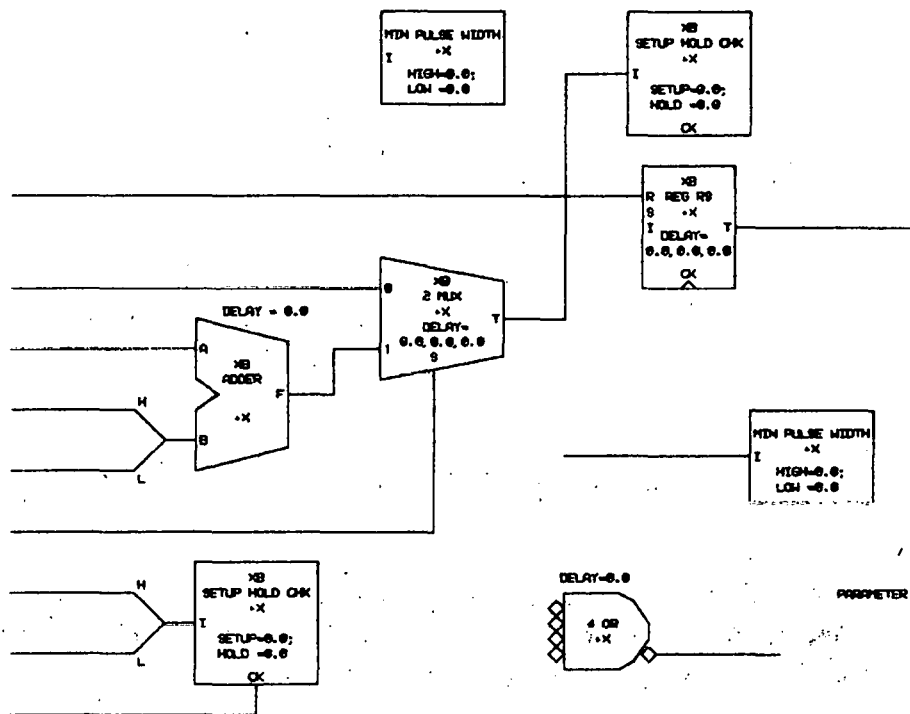 MIN PULSE WIDTH
+X
I
HIGH=0.0;
LOW =0.0
XB
SETUP HOLD CHK
+X
I
SETUP=0.0;
HOLD =0.0
CK
XB
R REG RS
S +X
I T
DELAY=
0.0,0.0,0.0
CK
XB
0
2 MUX
+X
T
DELAY=
0.0,0.0,0.0
1
S
DELAY = 0.0
A
XB
ADDER
F
+X
B
H
L
MIN PULSE WIDTH
+X
I
HIGH=0.0;
LOW =0.0
XB
SETUP HOLD CHK
+X
H
I
L
SETUP=0.0;
HOLD =0.0
CK
DELAY=0.0
4 OR
+X
PARAMETER